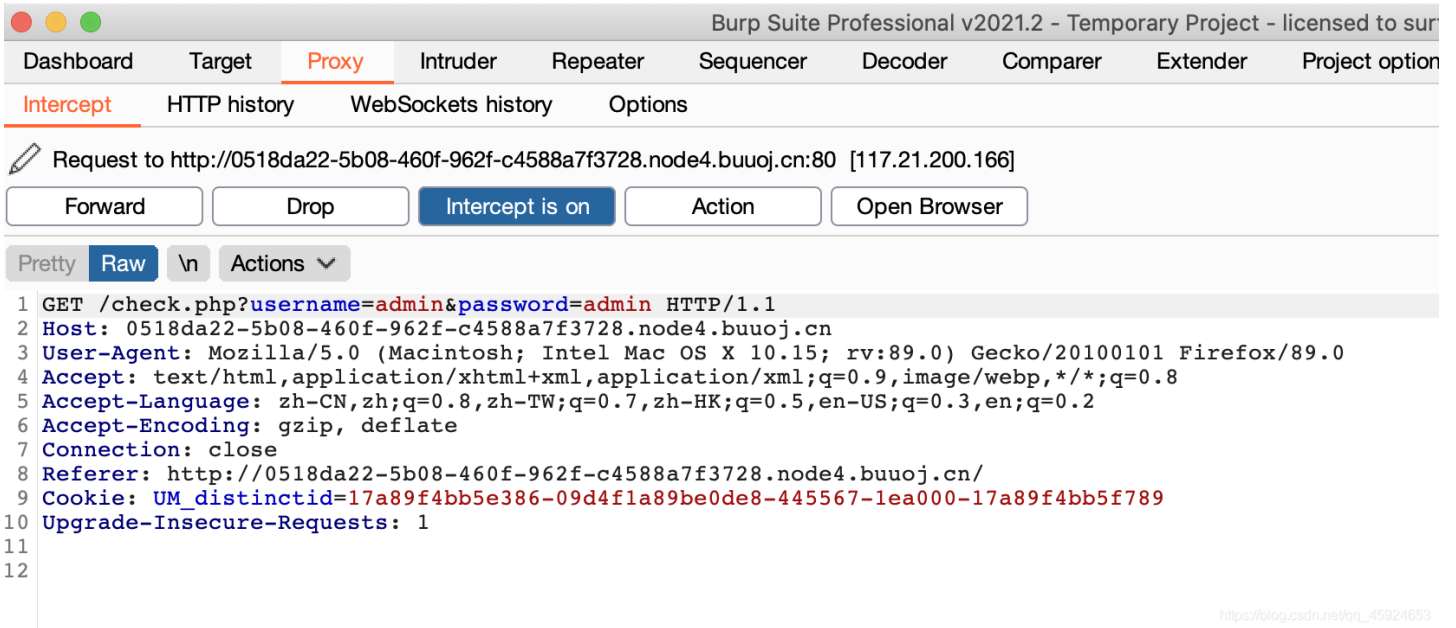 Burp Suite Professional v2021.2 - Temporary Project - licensed to sur
Dashboard Target Proxy Intruder Repeater Sequencer Decoder Comparer Extender Project option
Intercept HTTP history WebSockets history Options
Request to http://0518da22-5b08-460f-962f-c4588a7f3728.node4.buuoj.cn:80 [117.21.200.166]
Forward Drop Intercept is on Action Open Browser
Pretty Raw \n Actions
1 GET /check.php?username=admin&password=admin HTTP/1.1
2 Host: 0518da22-5b08-460f-962f-c4588a7f3728.node4.buuoj.cn
3 User-Agent: Mozilla/5.0 (Macintosh; Intel Mac OS X 10.15; rv:89.0) Gecko/20100101 Firefox/89.0
4 Accept: text/html,application/xhtml+xml,application/xml;q=0.9,image/webp,*/*;q=0.8
5 Accept-Language: zh-CN,zh;q=0.8,zh-TW;q=0.7,zh-HK;q=0.5,en-US;q=0.3,en;q=0.2
6 Accept-Encoding: gzip, deflate
7 Connection: close
8 Referer: http://0518da22-5b08-460f-962f-c4588a7f3728.node4.buuoj.cn/
9 Cookie: UM_distinctid=17a89f4bb5e386-09d4f1a89be0de8-445567-1ea000-17a89f4bb5f789
10 Upgrade-Insecure-Requests: 1
11
12
https://blog.csdn.net/qq_45924653